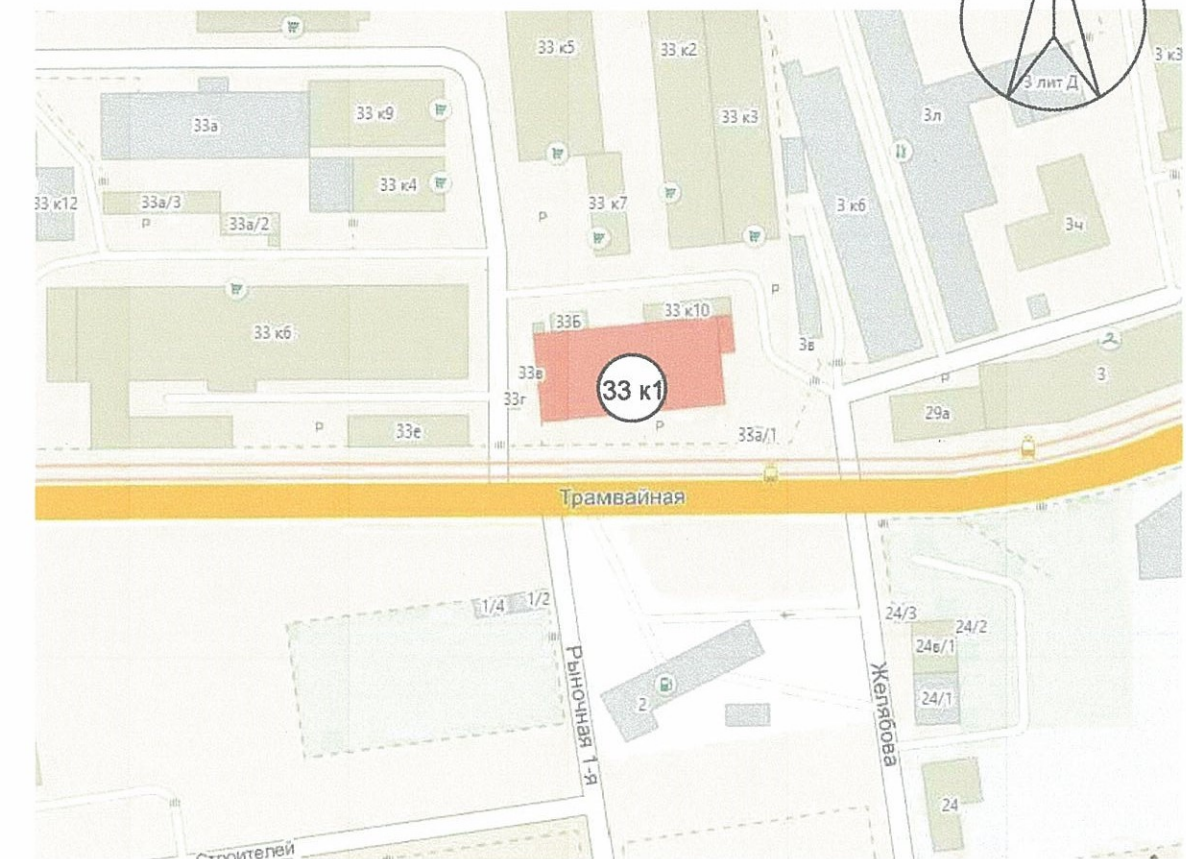 33 к5
33 к2
3 к3
3 лит Д
33а
33 к9
33 к3
3л
33 к4
33 к12
33а/3
33а/2
Р
33 к7
Р
3 к6
3ч
33 к6
33Б
33 к10
Р
3в
33в
33г
33 к1
Р
3
29а
33е
Р
Р
33а/1
Трамвайная
1/4
1/2
24/3
24/2
24в/1
24/1
2
Рыночная 1-я
Желябова
24
Строителей